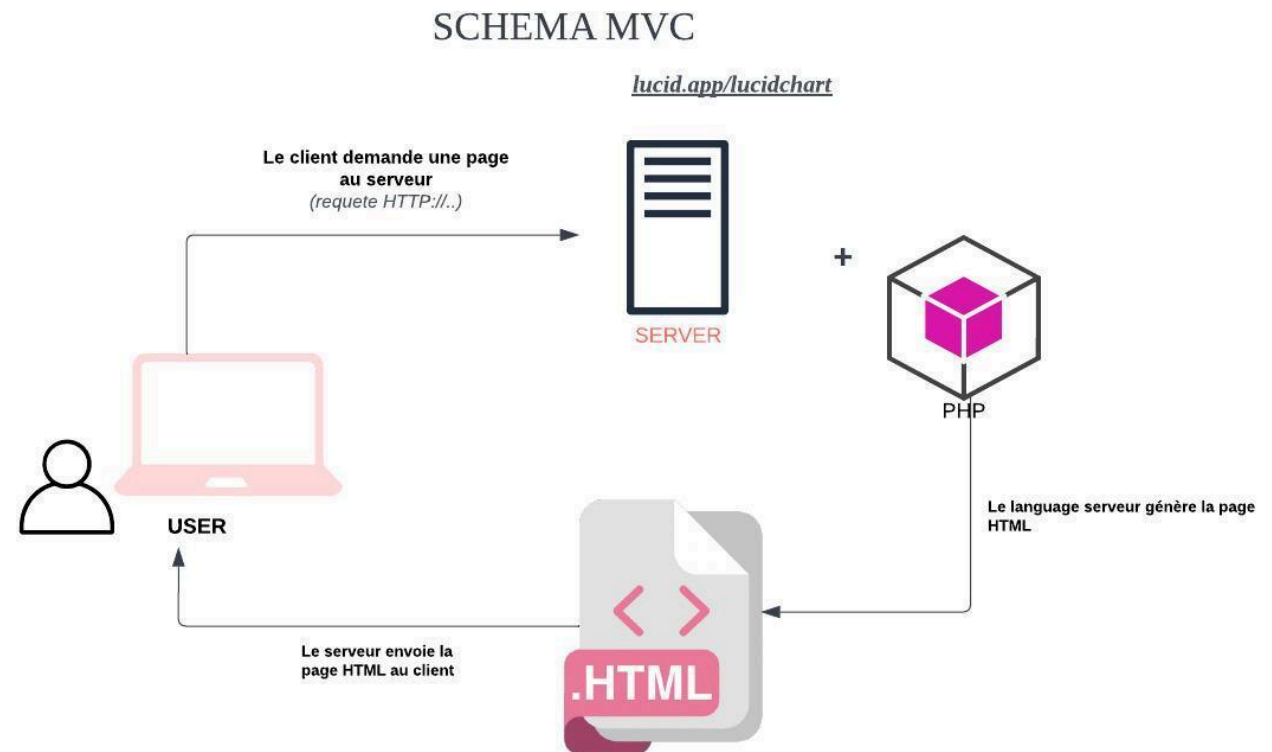 SCHEMA MVC
lucid.app/lucidchart
Le client demande une page
au serveur
(requete HTTP://..)
+
SERVER
PHP
USER
Le language serveur génère la page
HTML
< >
.HTML
Le serveur envoie la
page HTML au client